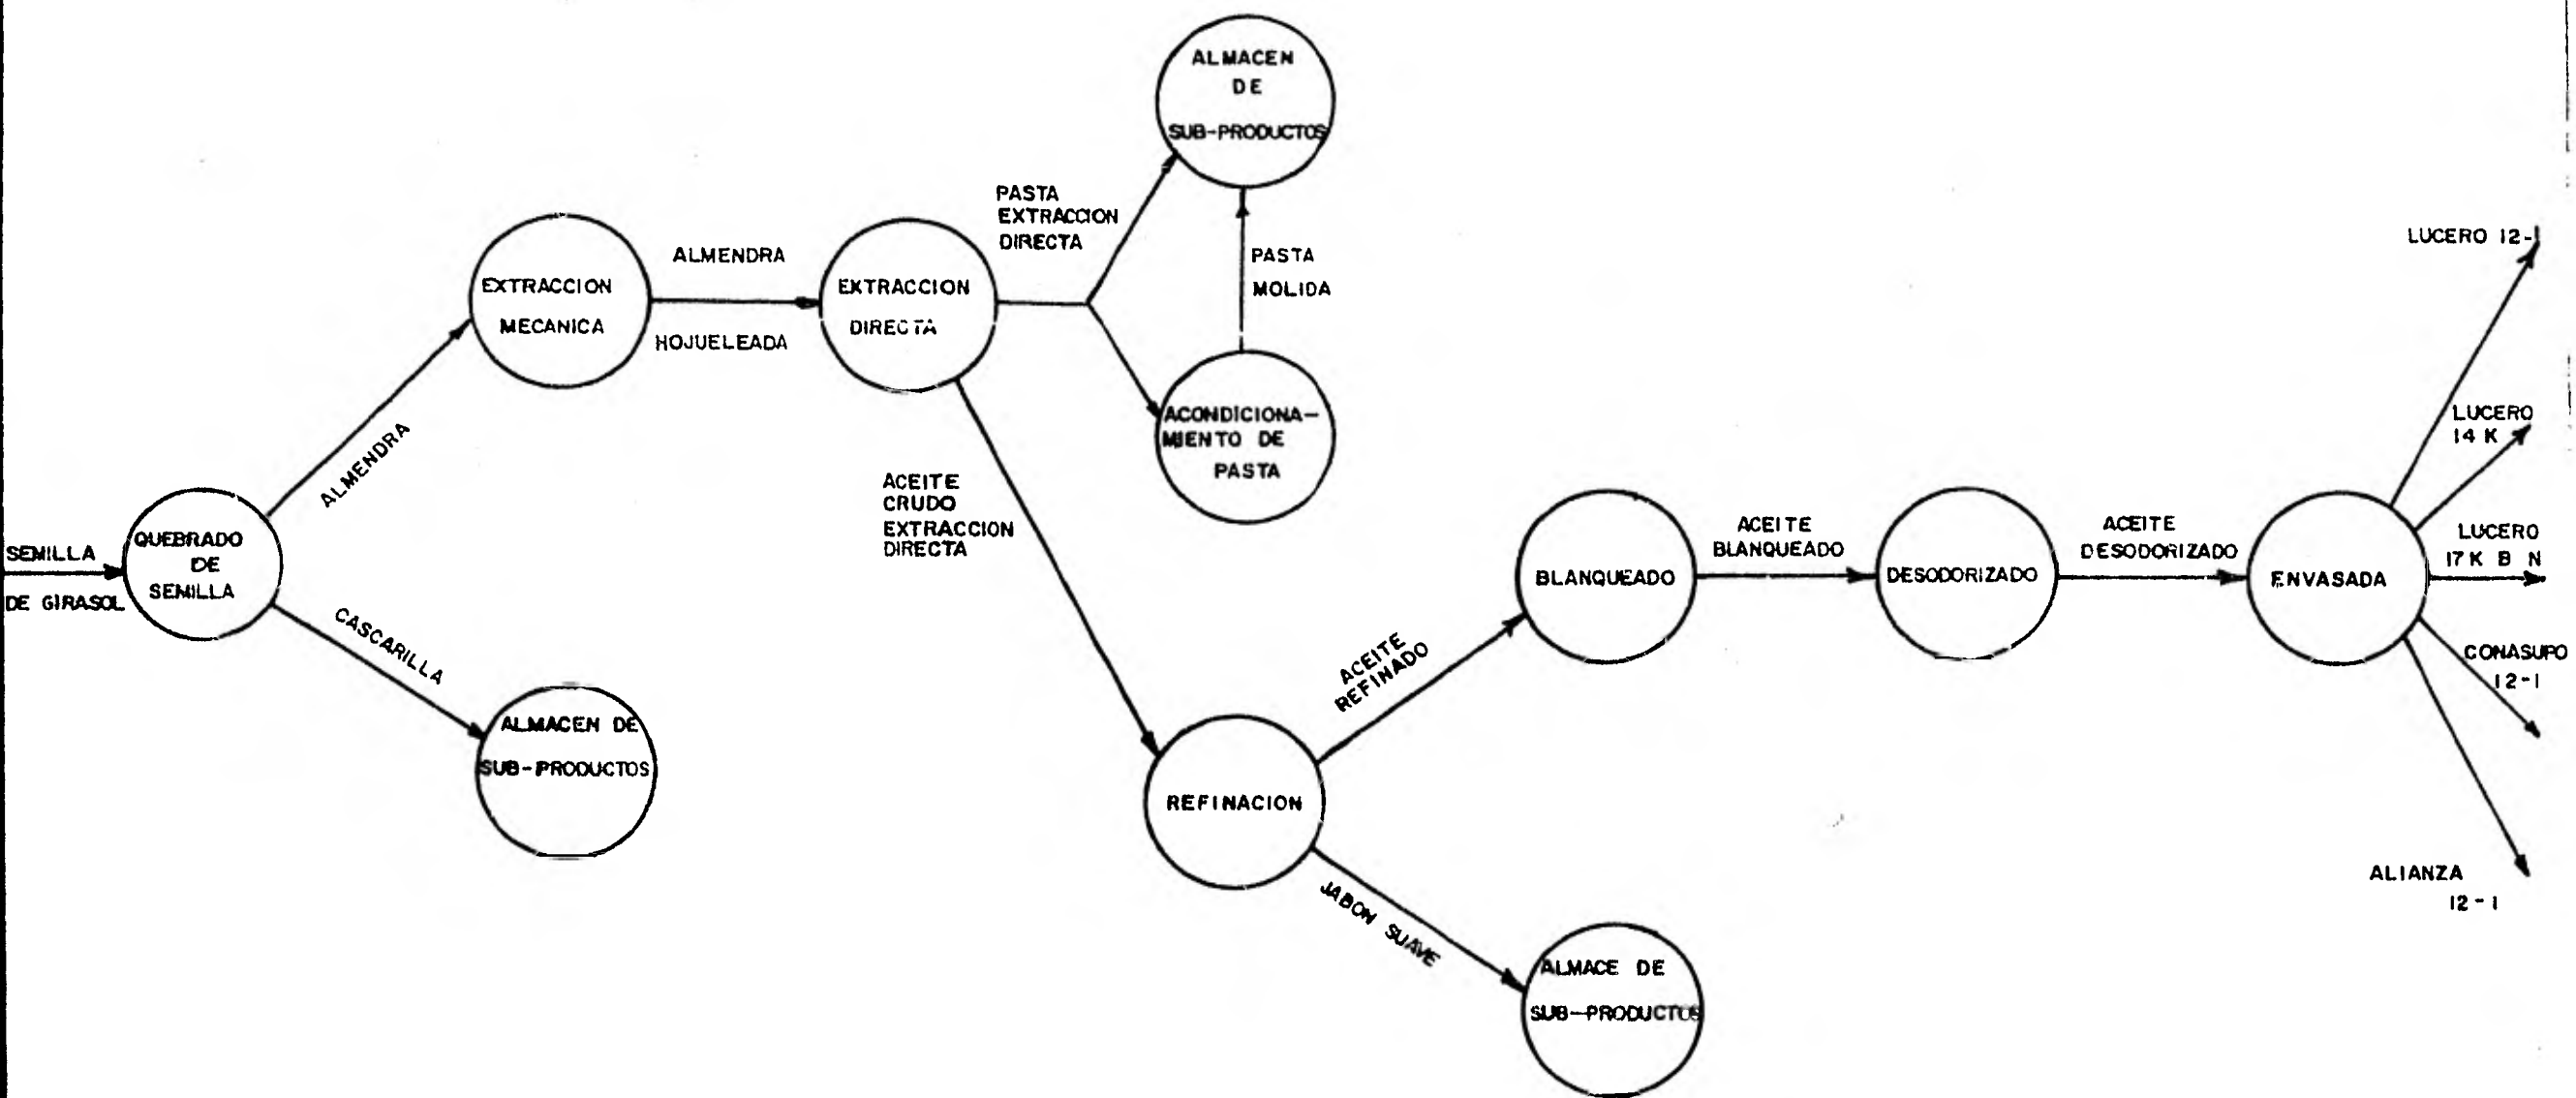 ALMACEN
DE
SUB-PRODUCTOS
PASTA
EXTRACCION
DIRECTA
PASTA
MOLIDA
ALMENDRA
HOJUELEADA
EXTRACCION
MECANICA
EXTRACCION
DIRECTA
ACONDICIONA-
MIENTO DE
PASTA
ALMENDRA
SEMILLA
DE GIRASOL
QUEBRADO
DE
SEMILLA
CASCARILLA
ALMACEN DE
SUB-PRODUCTOS
ACEITE
CRUDO
EXTRACCION
DIRECTA
REFINACION
ACEITE
REFINADO
JABON SUAVE
ALMACE DE
SUB-PRODUCTOS
BLANQUEADO
ACEITE
BLANQUEADO
DESODORIZADO
ACEITE
DESODORIZADO
ENVASADA
LUCERO 12-1
LUCERO
14 K
LUCERO
17 K B N
CONASUPO
12-1
ALIANZA
12-1